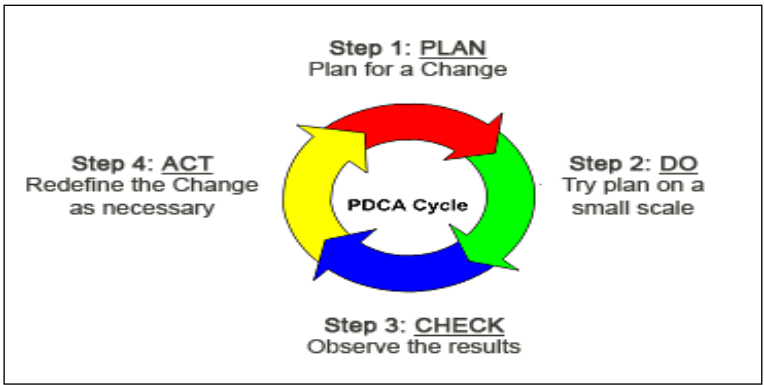 Step 1: PLAN
Plan for a Change
Step 4: ACT
Redefine the Change
as necessary
PDCA Cycle
Step 2: DO
Try plan on a
small scale
Step 3: CHECK
Observe the results